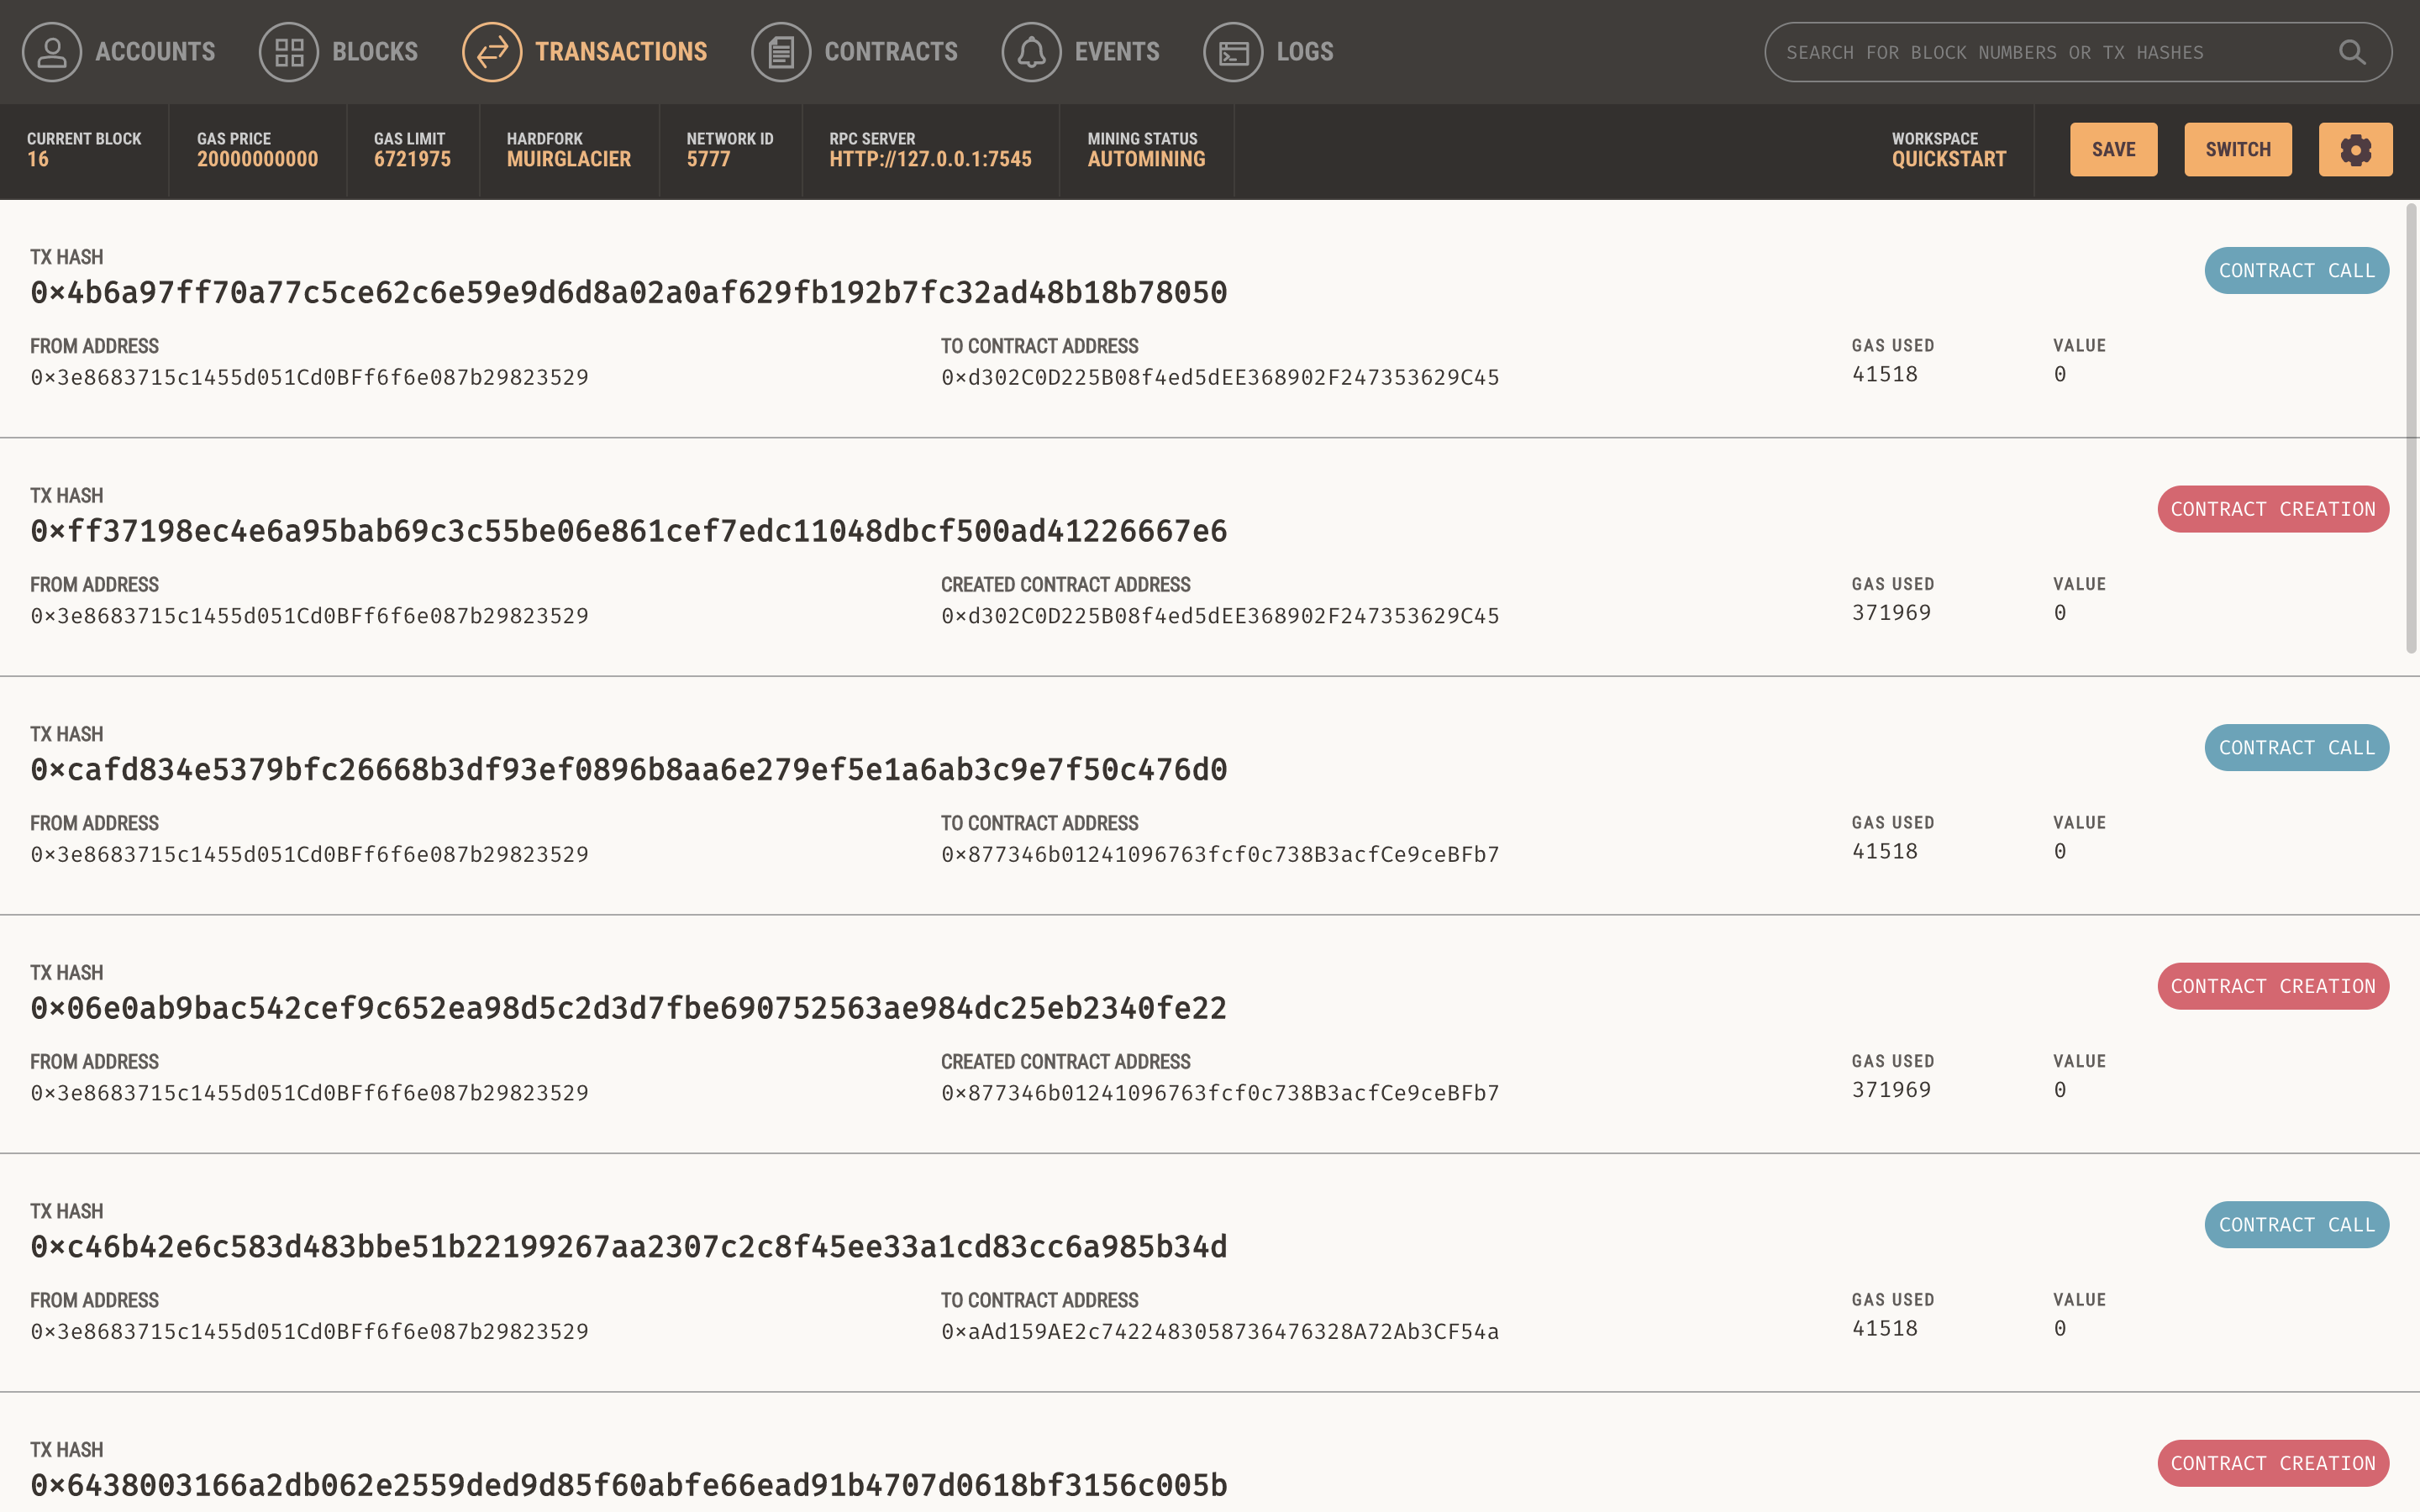 ACCOUNTS BLOCKS TRANSACTIONS CONTRACTS EVENTS LOGS SEARCH FOR BLOCK NUMBERS OR TX HASHES
CURRENT BLOCK GAS PRICE GAS LIMIT HARDFORK NETWORK ID RPC SERVER MINING STATUS WORKSPACE
16 20000000000 6721975 MUIRGLACIER 5777 HTTP://127.0.0.1:7545 AUTOMINING QUICKSTART SAVE SWITCH
TX HASH
0×4b6a97ff70a77c5ce62c6e59e9d6d8a02a0af629fb192b7fc32ad48b18b78050 CONTRACT CALL
FROM ADDRESS TO CONTRACT ADDRESS GAS USED VALUE
0×3e8683715c1455d051Cd0BFf6f6e087b29823529 0×d302C0D225B08f4ed5dEE368902F247353629C45 41518 0
TX HASH
0×ff37198ec4e6a95bab69c3c55be06e861cef7edc11048dbcf500ad41226667e6 CONTRACT CREATION
FROM ADDRESS CREATED CONTRACT ADDRESS GAS USED VALUE
0×3e8683715c1455d051Cd0BFf6f6e087b29823529 0×d302C0D225B08f4ed5dEE368902F247353629C45 371969 0
TX HASH
0×cafd834e5379bfc26668b3df93ef0896b8aa6e279ef5e1a6ab3c9e7f50c476d0 CONTRACT CALL
FROM ADDRESS TO CONTRACT ADDRESS GAS USED VALUE
0×3e8683715c1455d051Cd0BFf6f6e087b29823529 0×877346b01241096763fcf0c738B3acfCe9ceBFb7 41518 0
TX HASH
0×06e0ab9bac542cef9c652ea98d5c2d3d7fbe690752563ae984dc25eb2340fe22 CONTRACT CREATION
FROM ADDRESS CREATED CONTRACT ADDRESS GAS USED VALUE
0×3e8683715c1455d051Cd0BFf6f6e087b29823529 0×877346b01241096763fcf0c738B3acfCe9ceBFb7 371969 0
TX HASH
0×c46b42e6c583d483bbe51b22199267aa2307c2c8f45ee33a1cd83cc6a985b34d CONTRACT CALL
FROM ADDRESS TO CONTRACT ADDRESS GAS USED VALUE
0×3e8683715c1455d051Cd0BFf6f6e087b29823529 0×aAd159AE2c7422483058736476328A72Ab3CF54a 41518 0
TX HASH
0×6438003166a2db062e2559ded9d85f60abfe66ead91b4707d0618bf3156c005b CONTRACT CREATION